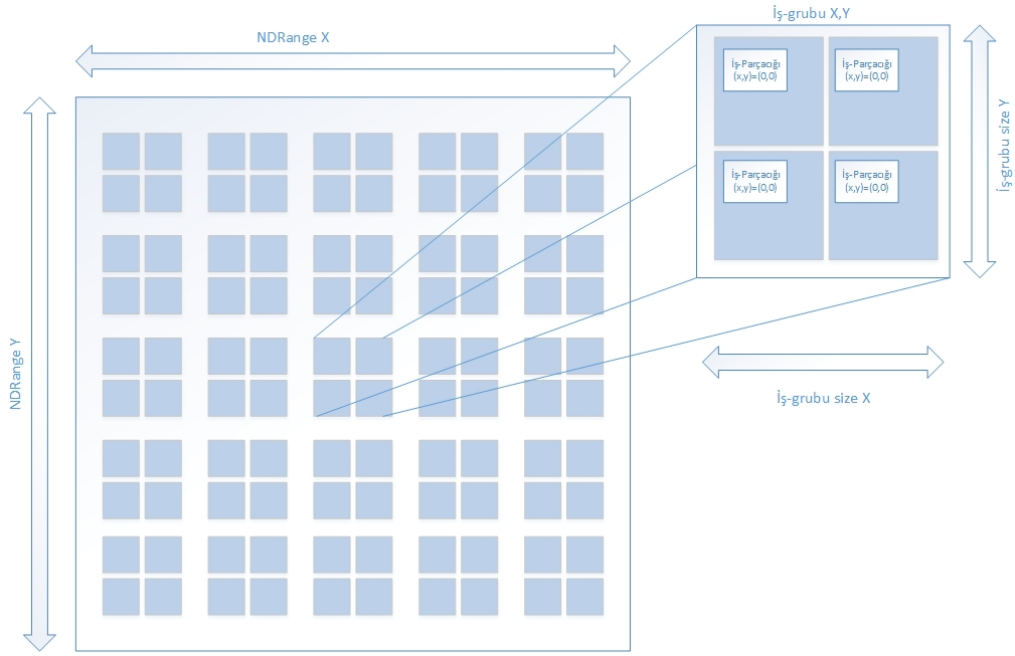 İş-grubu X,Y
NDRange X
İş-Parçacığı
(x,y)=(0,0)
İş-Parçacığı
(x,y)=(0,0)
İş-Parçacığı
(x,y)=(0,0)
İş-Parçacığı
(x,y)=(0,0)
İş-grubu size Y
NDRange Y
İş-grubu size X